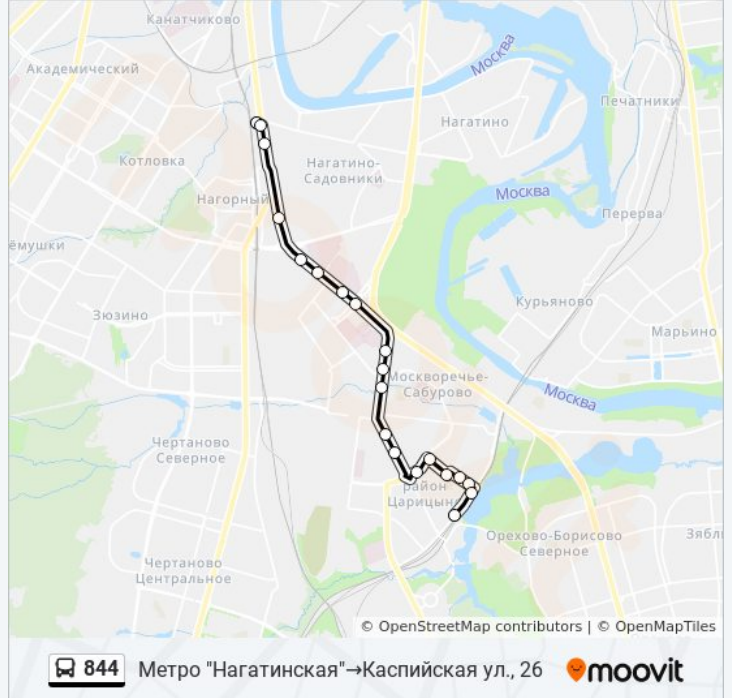 Канатчиково
Москва
Академический
Печатники
Нагатино
Котловка
Нагатино-
Садовники
Москва
Нагорный
Перерва
ёмушки
Курьяново
Зюзино
Марьино
Москворечье-
Сабурово
Москва
Чертаново
Северное
район
Царицыно
Орехово-Борисово
Северное
Зябл
Чертаново
Центральное
© OpenStreetMap contributors | © OpenMapTiles
844 Метро "Нагатинская"→Каспийская ул., 26 moovit